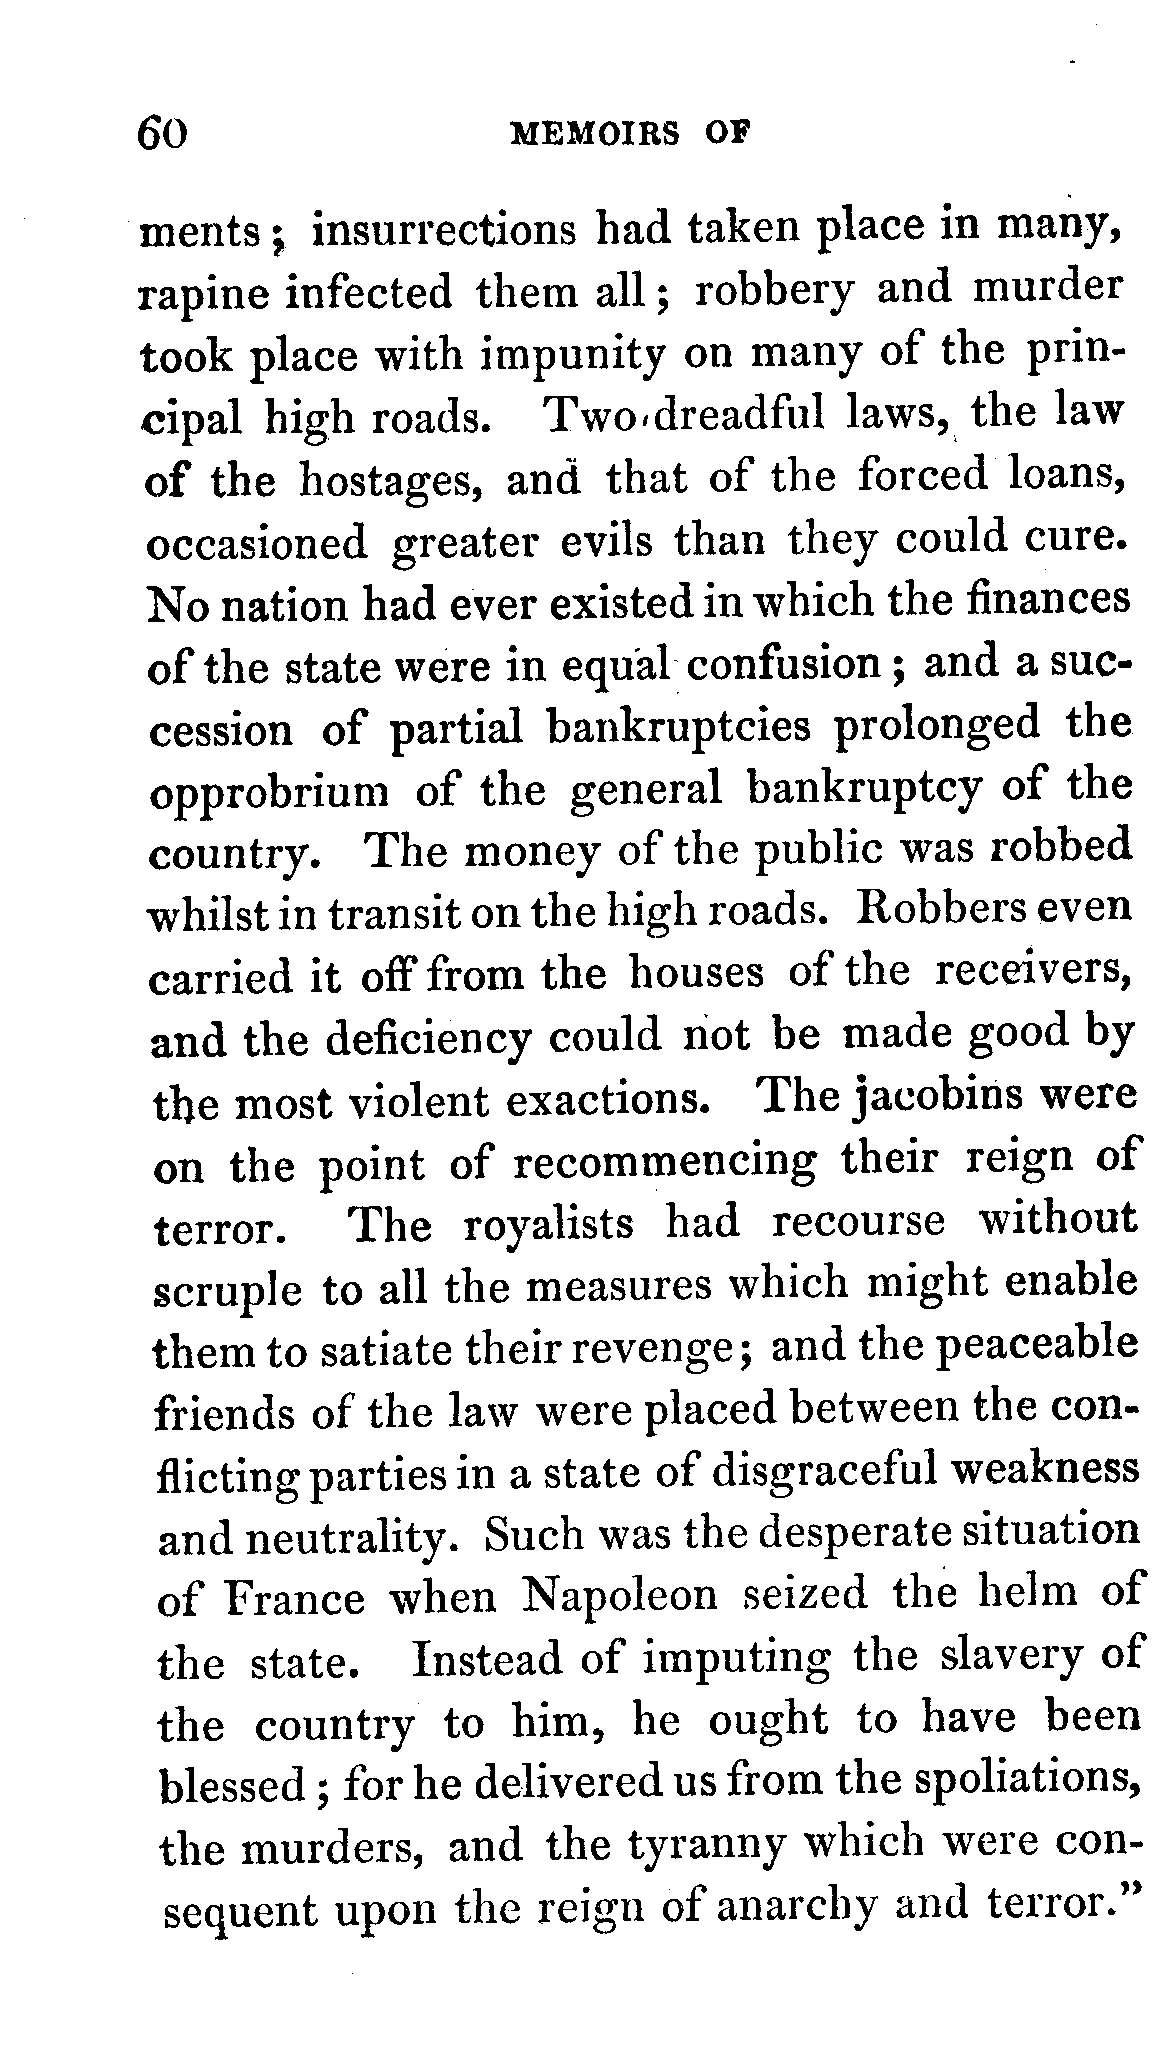 60 MEMOIRS OF
ments; insurrections had taken place in many,
rapine infected them all; robbery and murder
took place with impunity on many of the prin-
cipal high roads. Two dreadful laws, the law
of the hostages, and that of the forced loans,
occasioned greater evils than they could cure.
No nation had ever existed in which the finances
of the state were in equal confusion; and a suc-
cession of partial bankruptcies prolonged the
opprobrium of the general bankruptcy of the
country. The money of the public was robbed
whilst in transit on the high roads. Robbers even
carried it off from the houses of the receivers,
and the deficiency could not be made good by
the most violent exactions. The jacobins were
on the point of recommencing their reign of
terror. The royalists had recourse without
scruple to all the measures which might enable
them to satiate their revenge; and the peaceable
friends of the law were placed between the con-
flicting parties in a state of disgraceful weakness
and neutrality. Such was the desperate situation
of France when Napoleon seized the helm of
the state. Instead of imputing the slavery of
the country to him, he ought to have been
blessed; for he delivered us from the spoliations,
the murders, and the tyranny which were con-
sequent upon the reign of anarchy and terror."